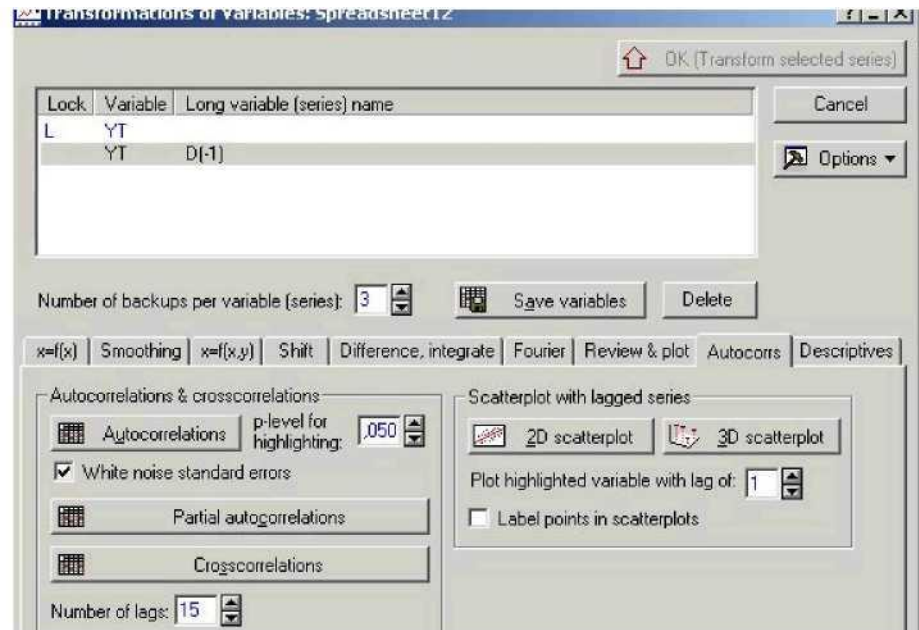 Transformations of Variables: Spreadsheet12
OK (Transform selected series)
Lock Variable Long variable (series) name
Cancel
L YT
YT D(-1)
Options
Number of backups per variable (series): 3 Save variables Delete
x=f(x) Smoothing x=f(x,y) Shift Difference, integrate Fourier Review & plot Autocorrs Descriptives
Autocorrelations & crosscorrelations
Scatterplot with lagged series
Autocorrelations p-level for highlighting: ,050
2D scatterplot 3D scatterplot
White noise standard errors
Plot highlighted variable with lag of: 1
Partial autocorrelations
Label points in scatterplots
Crosscorrelations
Number of lags: 15